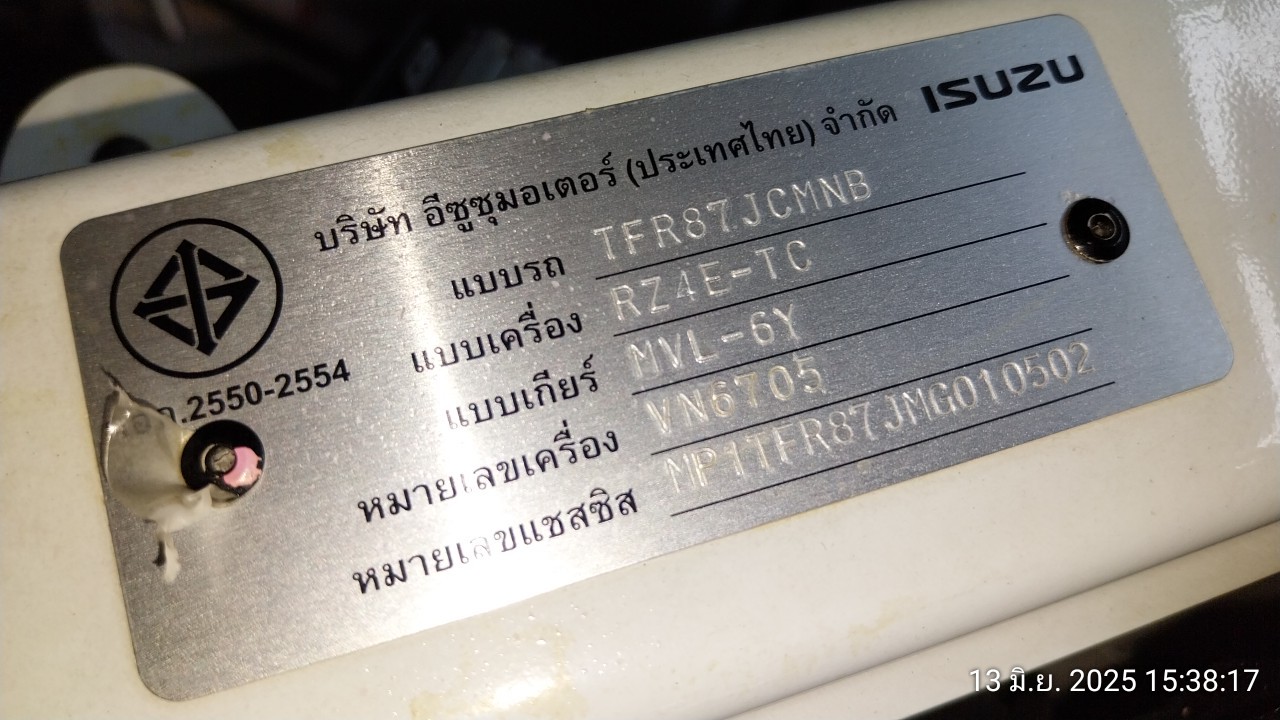 ISUZU
บริษัท อีซูซุมอเตอร์ (ประเทศไทย) จำกัด
แบบรถ TFR87JCMNB
แบบเครื่อง RZ4E-TC
แบบเกียร์ MVL-6Y
หมายเลขเครื่อง VN6705
หมายเลขแชสซิส MP1TFR87JMG010502
2550-2554
13 มิ.ย. 2025 15:38:17